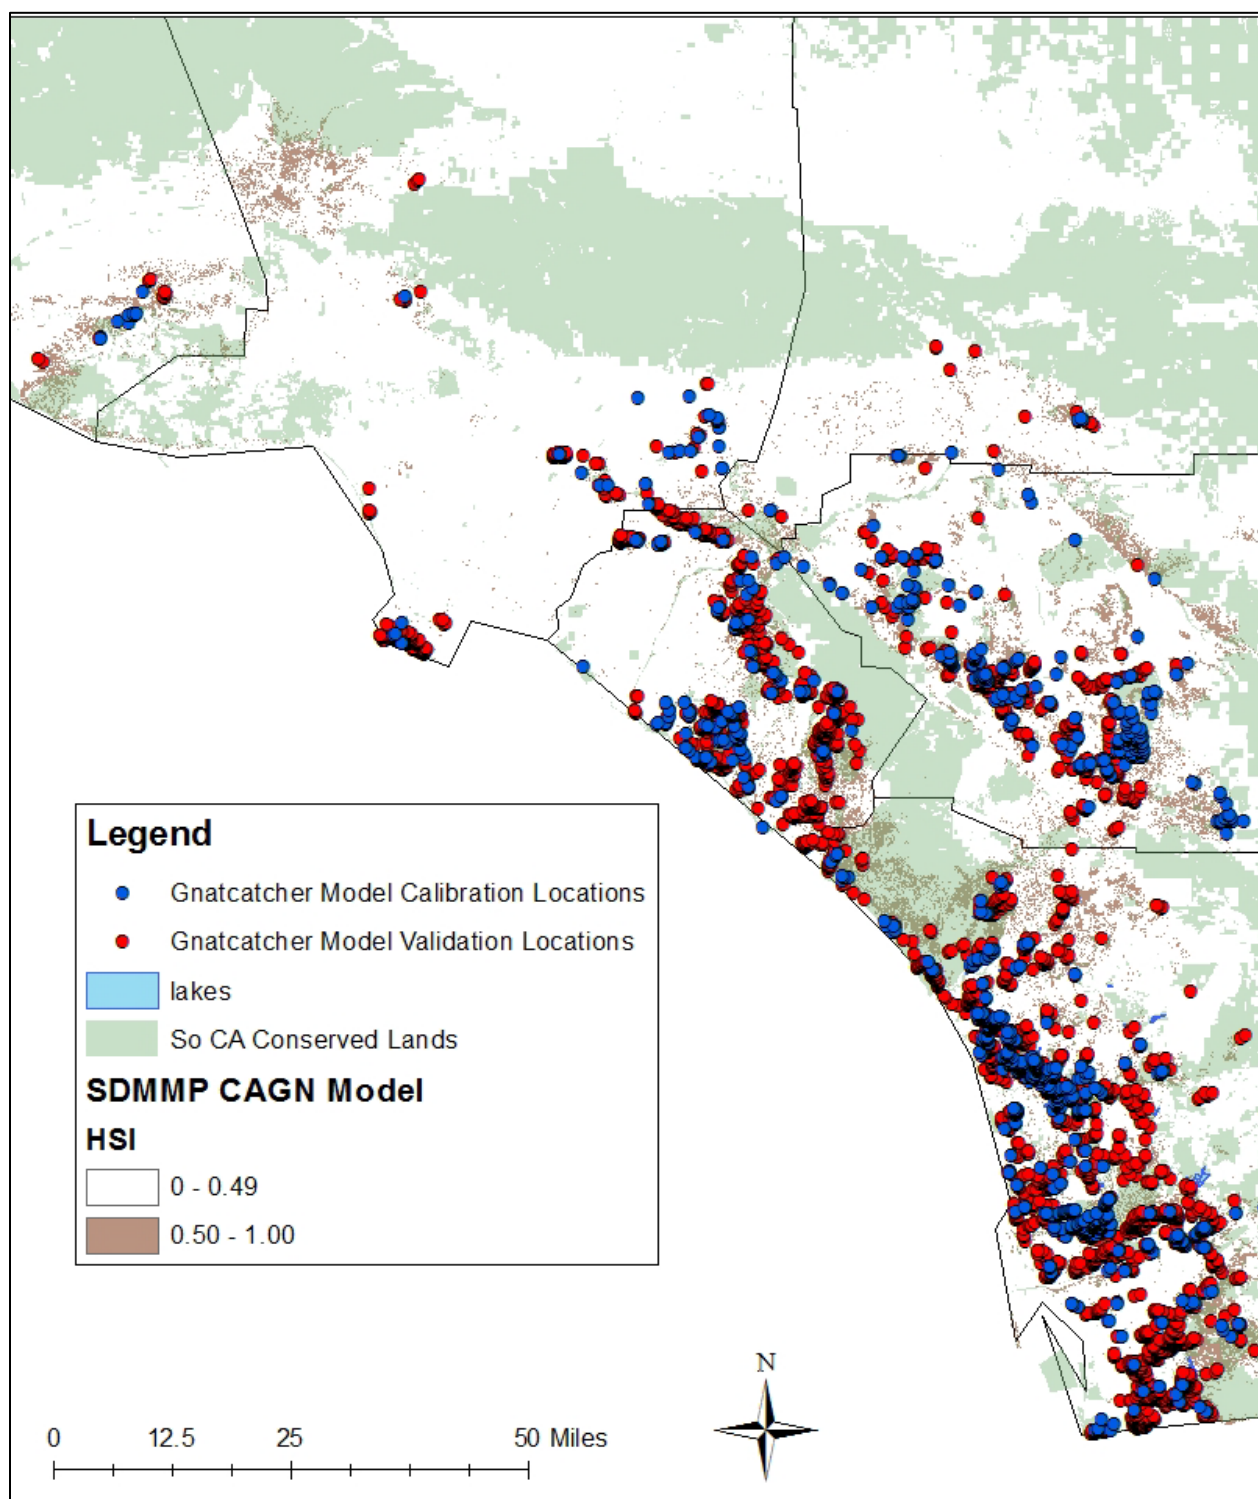 Legend
Gnatcatcher Model Calibration Locations
Gnatcatcher Model Validation Locations
lakes
So CA Conserved Lands
SDMMP CAGN Model
HSI
0 - 0.49
0.50 - 1.00
N
0 12.5 25 50 Miles